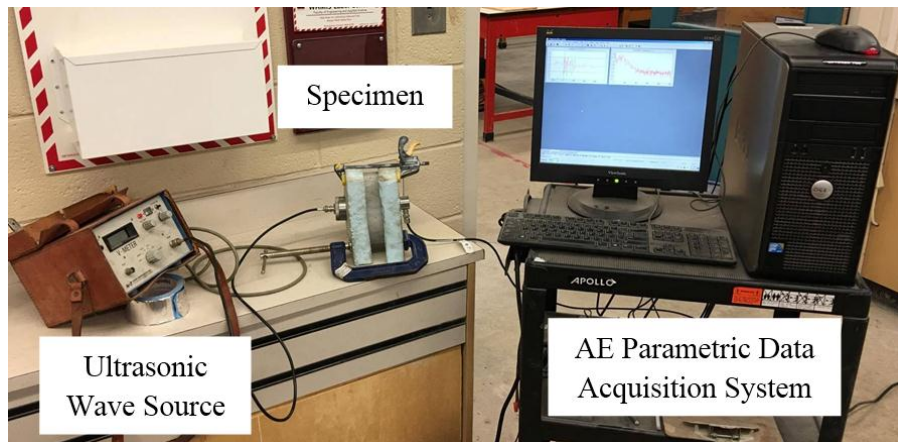 Specimen
Ultrasonic
Wave Source
AE Parametric Data
Acquisition System
V METER
APOLLO
DELL
ViewSonic